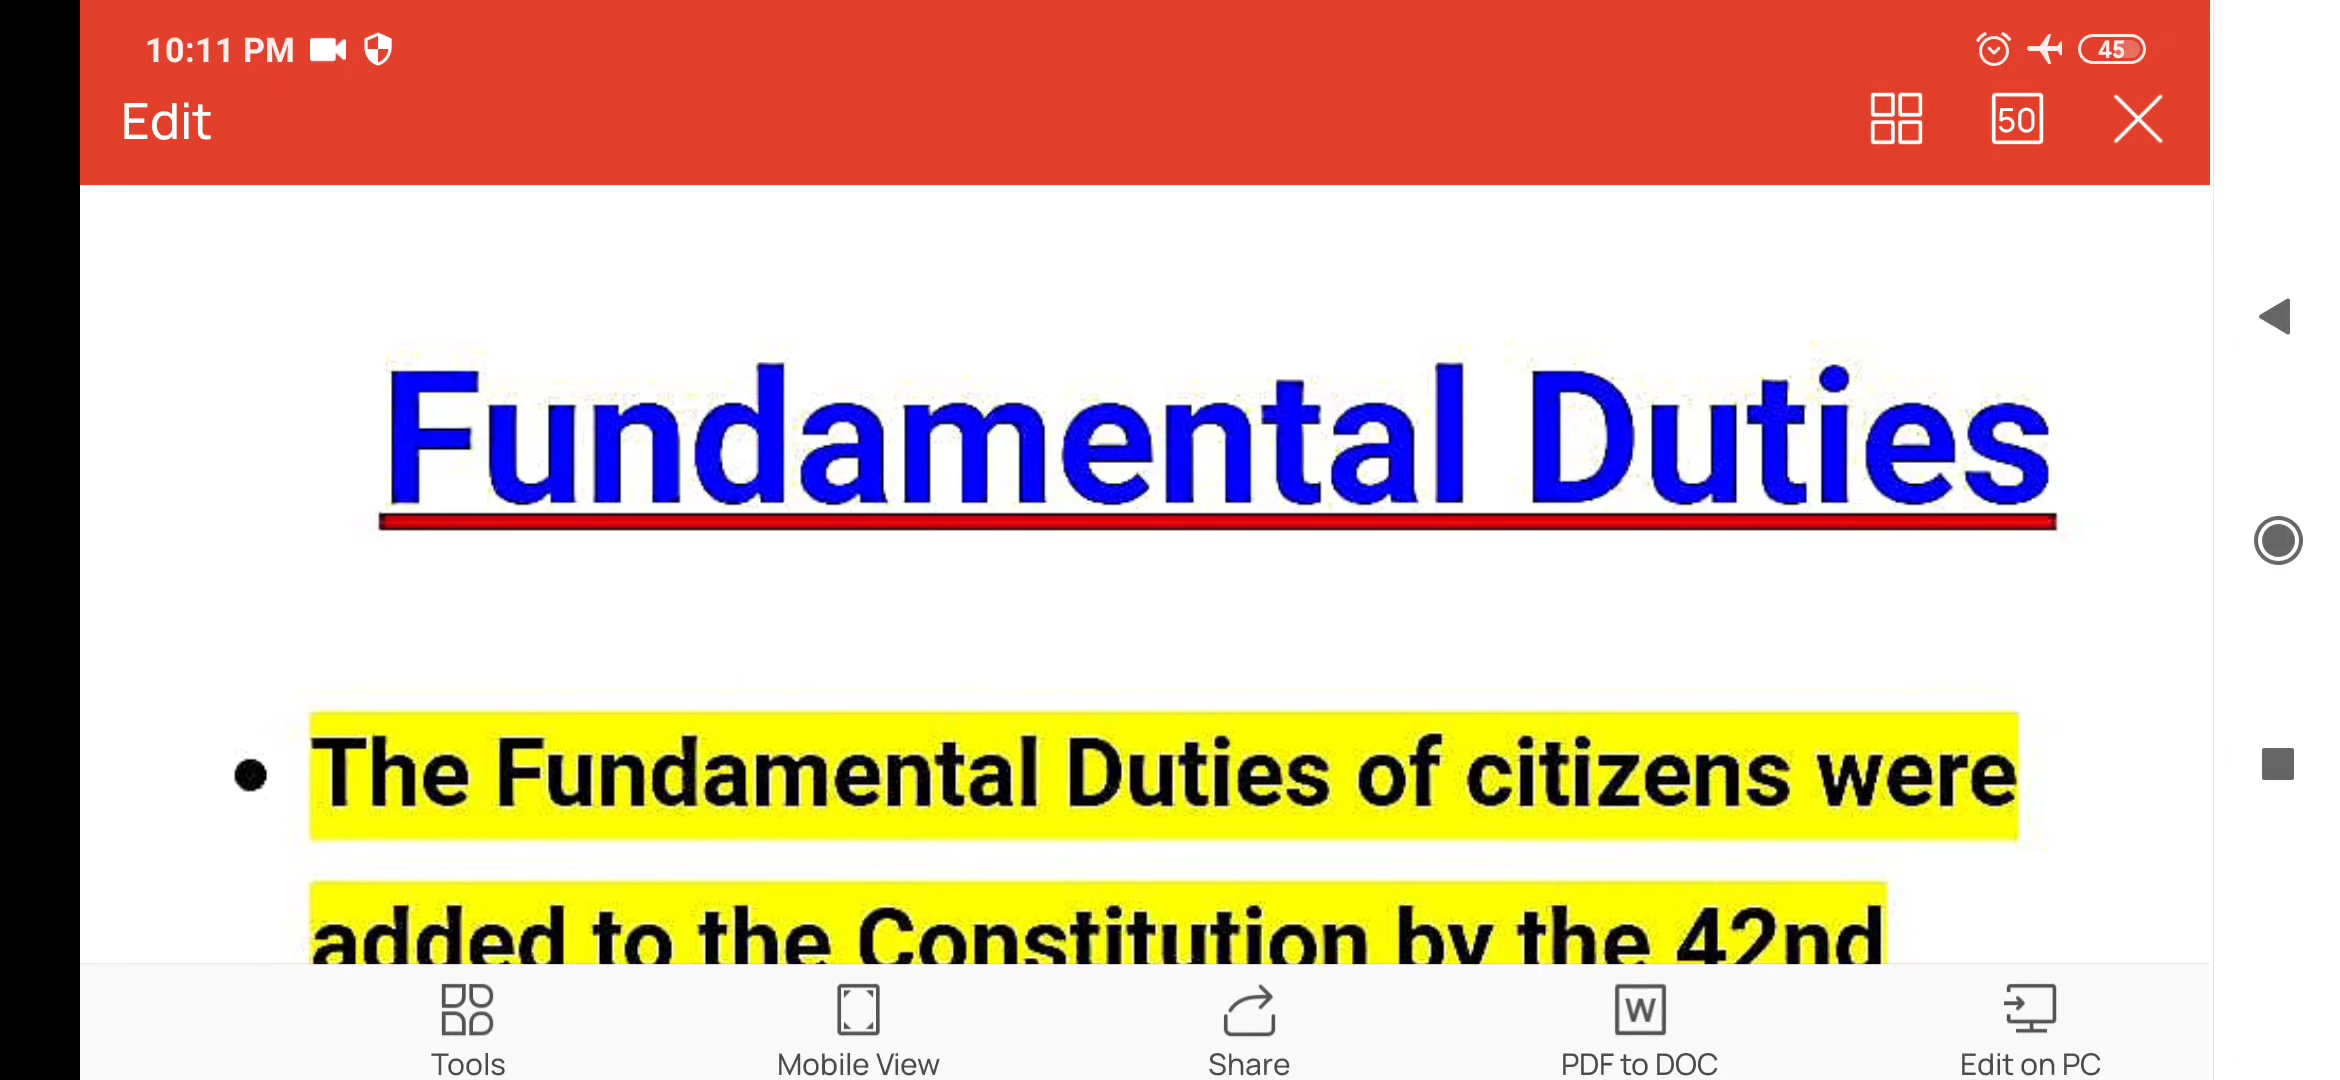 10:11 PM
45
Edit
50
Fundamental Duties
• The Fundamental Duties of citizens were
added to the Constitution by the 42nd
Tools
Mobile View
Share
W
PDF to DOC
Edit on PC